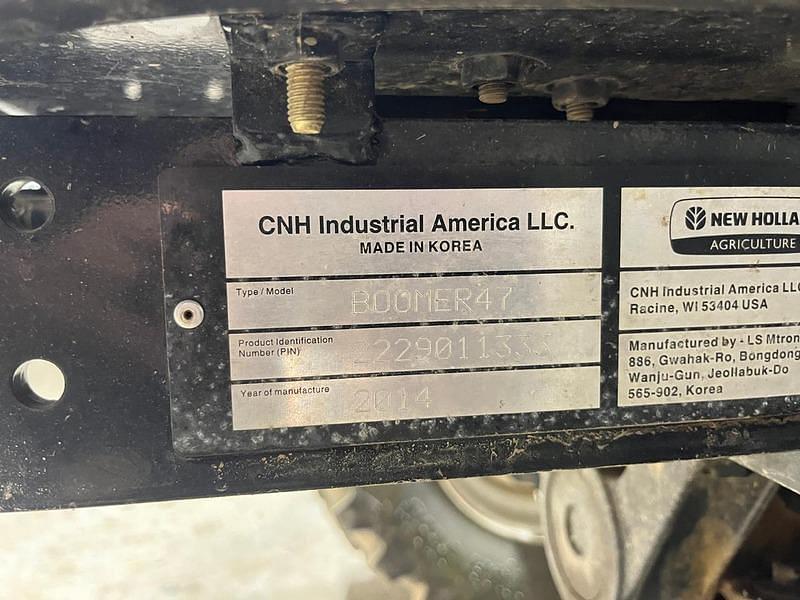 CNH Industrial America LLC.
MADE IN KOREA
Type / Model
BOOMER47
Product Identification
Number (PIN)
Year of manufacture
2014
NEW HOLLA
AGRICULTURE
CNH Industrial America LLC
Racine, WI 53404 USA
Manufactured by - LS Mtron
886, Gwahak-Ro, Bongdong
Wanju-Gun, Jeollabuk-Do
565-902, Korea